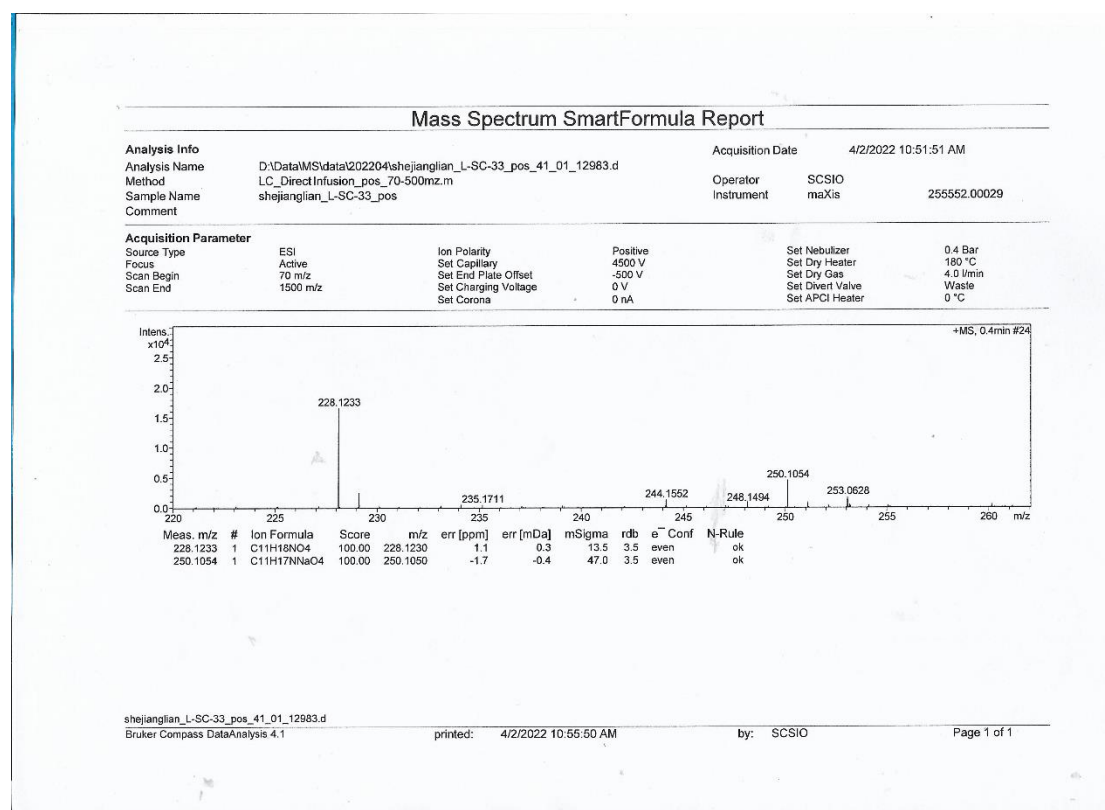 Mass Spectrum SmartFormula Report
Analysis Info Acquisition Date 4/2/2022 10:51:51 AM
Analysis Name D:\Data\MS\data\202204\shejianglian_L-SC-33_pos_41_01_12983.d
Method LC_Direct Infusion_pos_70-500mz.m Operator SCSIO
Sample Name shejianglian_L-SC-33_pos Instrument maXis 255552.00029
Comment
Acquisition Parameter
Source Type ESI Ion Polarity Positive Set Nebulizer 0.4 Bar
Focus Active Set Capillary 4500 V Set Dry Heater 180 °C
Scan Begin 70 m/z Set End Plate Offset -500 V Set Dry Gas 4.0 l/min
Scan End 1500 m/z Set Charging Voltage 0 V Set Divert Valve Waste
Set Corona 0 nA Set APCI Heater 0 °C
Intens. +MS, 0.4min #24
x10⁴
2.5
2.0
228.1233
1.5
1.0
250.1054
0.5
235.1711 244.1552 248.1494 253.0628
0.0
220 225 230 235 240 245 250 255 260 m/z
Meas. m/z # Ion Formula Score m/z err [ppm] err [mDa] mSigma rdb e⁻ Conf N-Rule
228.1233 1 C11H18NO4 100.00 228.1230 1.1 0.3 13.5 3.5 even ok
250.1054 1 C11H17NNaO4 100.00 250.1050 -1.7 -0.4 47.0 3.5 even ok
shejianglian_L-SC-33_pos_41_01_12983.d
Bruker Compass DataAnalysis 4.1 printed: 4/2/2022 10:55:50 AM by: SCSIO Page 1 of 1